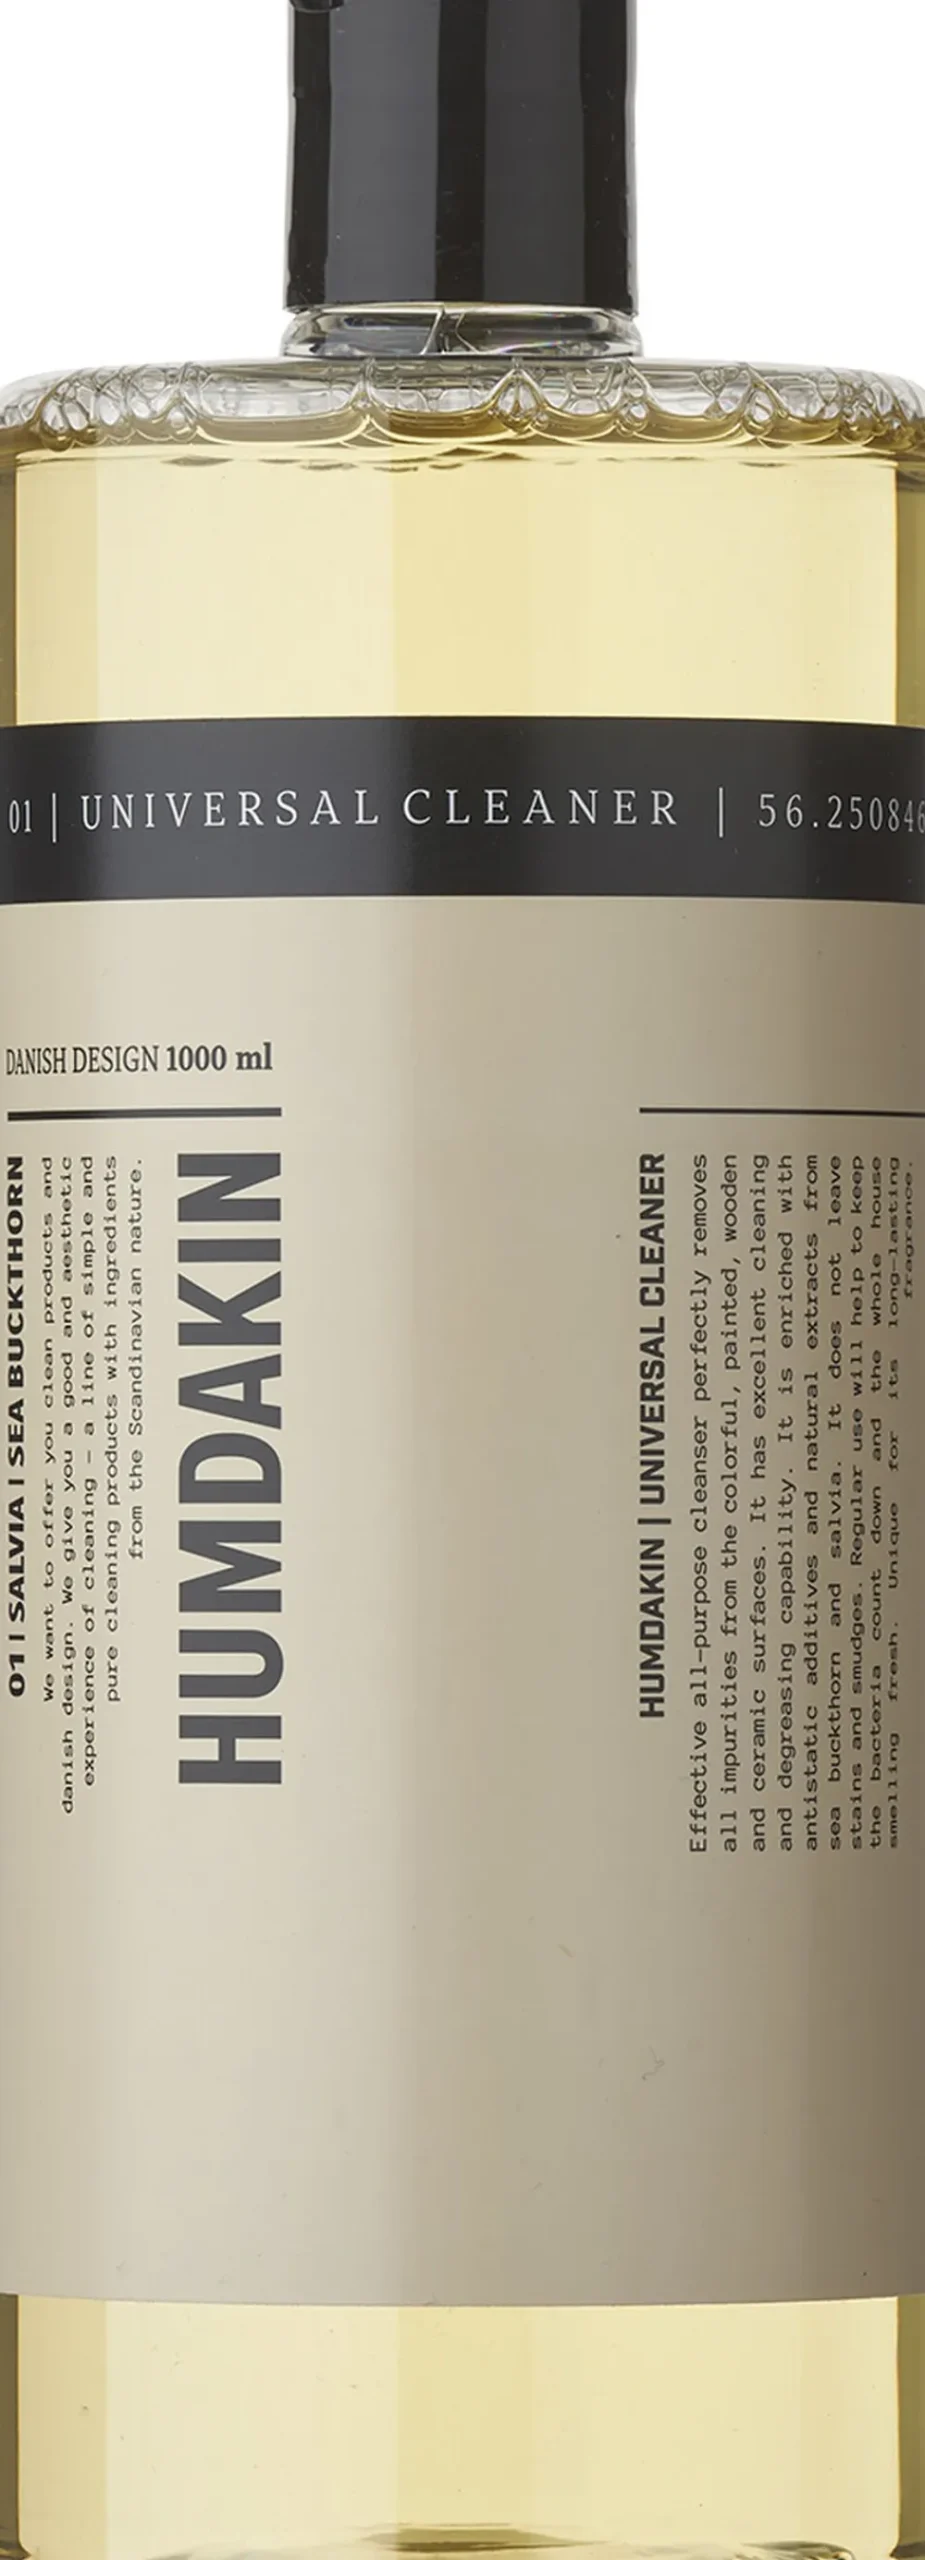 01 | UNIVERSAL CLEANER | 56.250846
DANISH DESIGN 1000 ml
01 | SALVIA | SEA BUCKTHORN
We want to offer you clean products and
danish design. We give you a good and aesthetic
experience of cleaning – a line of simple and
pure cleaning products with ingredients
from the Scandinavian nature.
HUMDAKIN
HUMDAKIN | UNIVERSAL CLEANER
Effective all-purpose cleanser perfectly removes
all impurities from the colorful, painted, wooden
and ceramic surfaces. It has excellent cleaning
and degreasing capability. It is enriched with
antistatic additives and natural extracts from
sea buckthorn and salvia. It does not leave
stains and smudges. Regular use will help to keep
the bacteria count down and the whole house
smelling fresh. Unique for its long-lasting
fragrance.